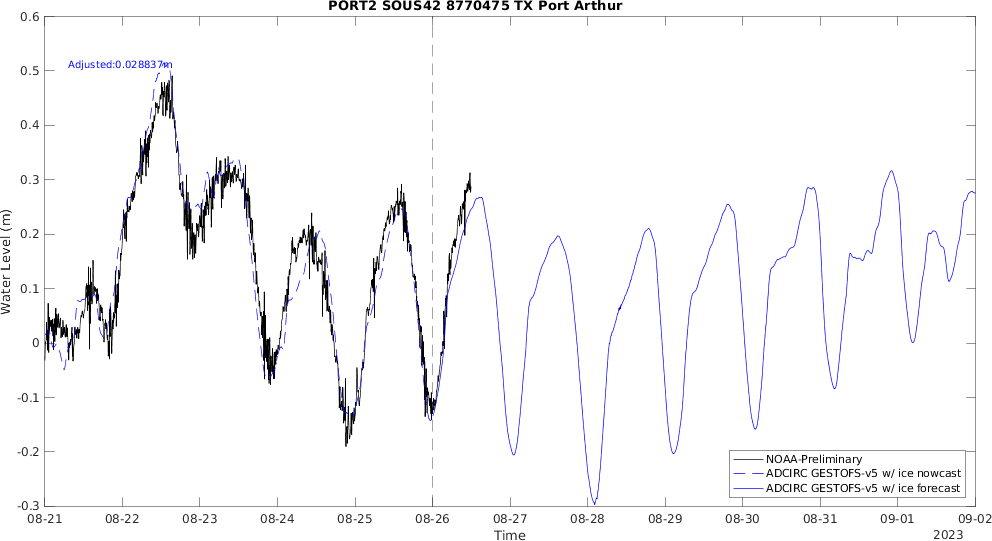 PORT2 SOUS42 8770475 TX Port Arthur
0.6
0.5
0.4
0.3
0.2
0.1
0
-0.1
-0.2
-0.3
Water Level (m)
Adjusted:0.028837m
NOAA-Preliminary
ADCIRC GESTOFS-v5 w/ ice nowcast
ADCIRC GESTOFS-v5 w/ ice forecast
08-21 08-22 08-23 08-24 08-25 08-26 08-27 08-28 08-29 08-30 08-31 09-01 09-02
Time
2023